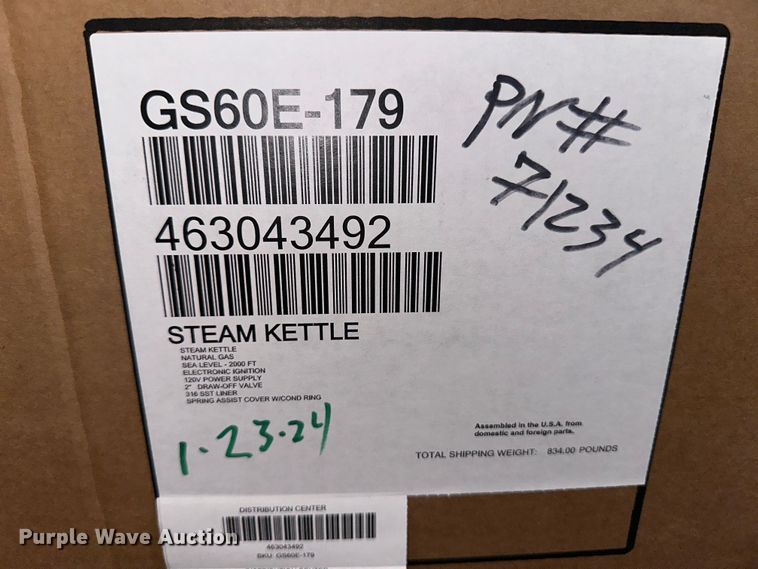 GS60E-179
PN#
71234
463043492
STEAM KETTLE
STEAM KETTLE
NATURAL GAS
SEA LEVEL - 2000 FT
ELECTRONIC IGNITION
120V POWER SUPPLY
2" DRAW-OFF VALVE
316 SST LINER
SPRING ASSIST COVER W/COND RING
1-23-24
Assembled in the U.S.A. from
domestic and foreign parts.
TOTAL SHIPPING WEIGHT: 834.00 POUNDS
DISTRIBUTION CENTER
463043492
SKU: GS60E-179
Purple Wave Auction